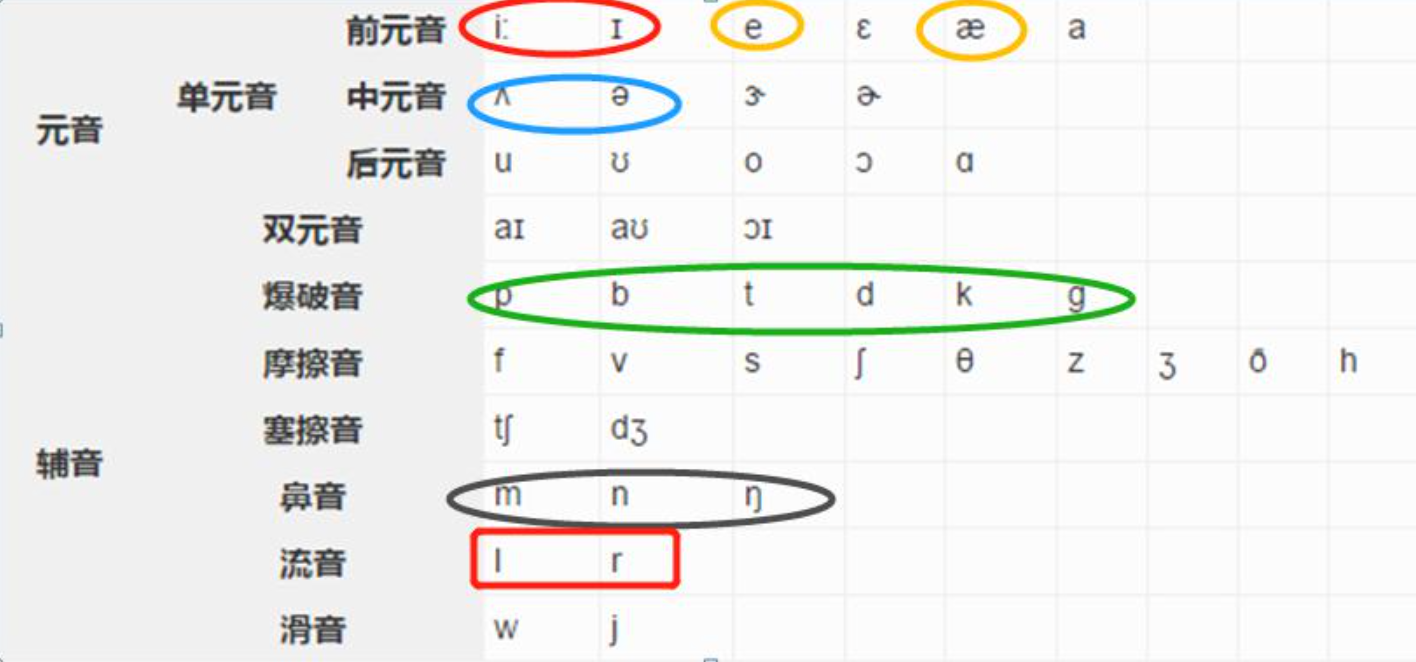 前元音 iː ɪ e ɛ æ a
元音 单元音 中元音 ʌ ə ɝ ɚ
后元音 u ʊ o ɔ ɑ
双元音 aɪ aʊ ɔɪ
爆破音 p b t d k g
摩擦音 f v s ʃ θ z ʒ ð h
塞擦音 tʃ dʒ
辅音
鼻音 m n ŋ
流音 l r
滑音 w j